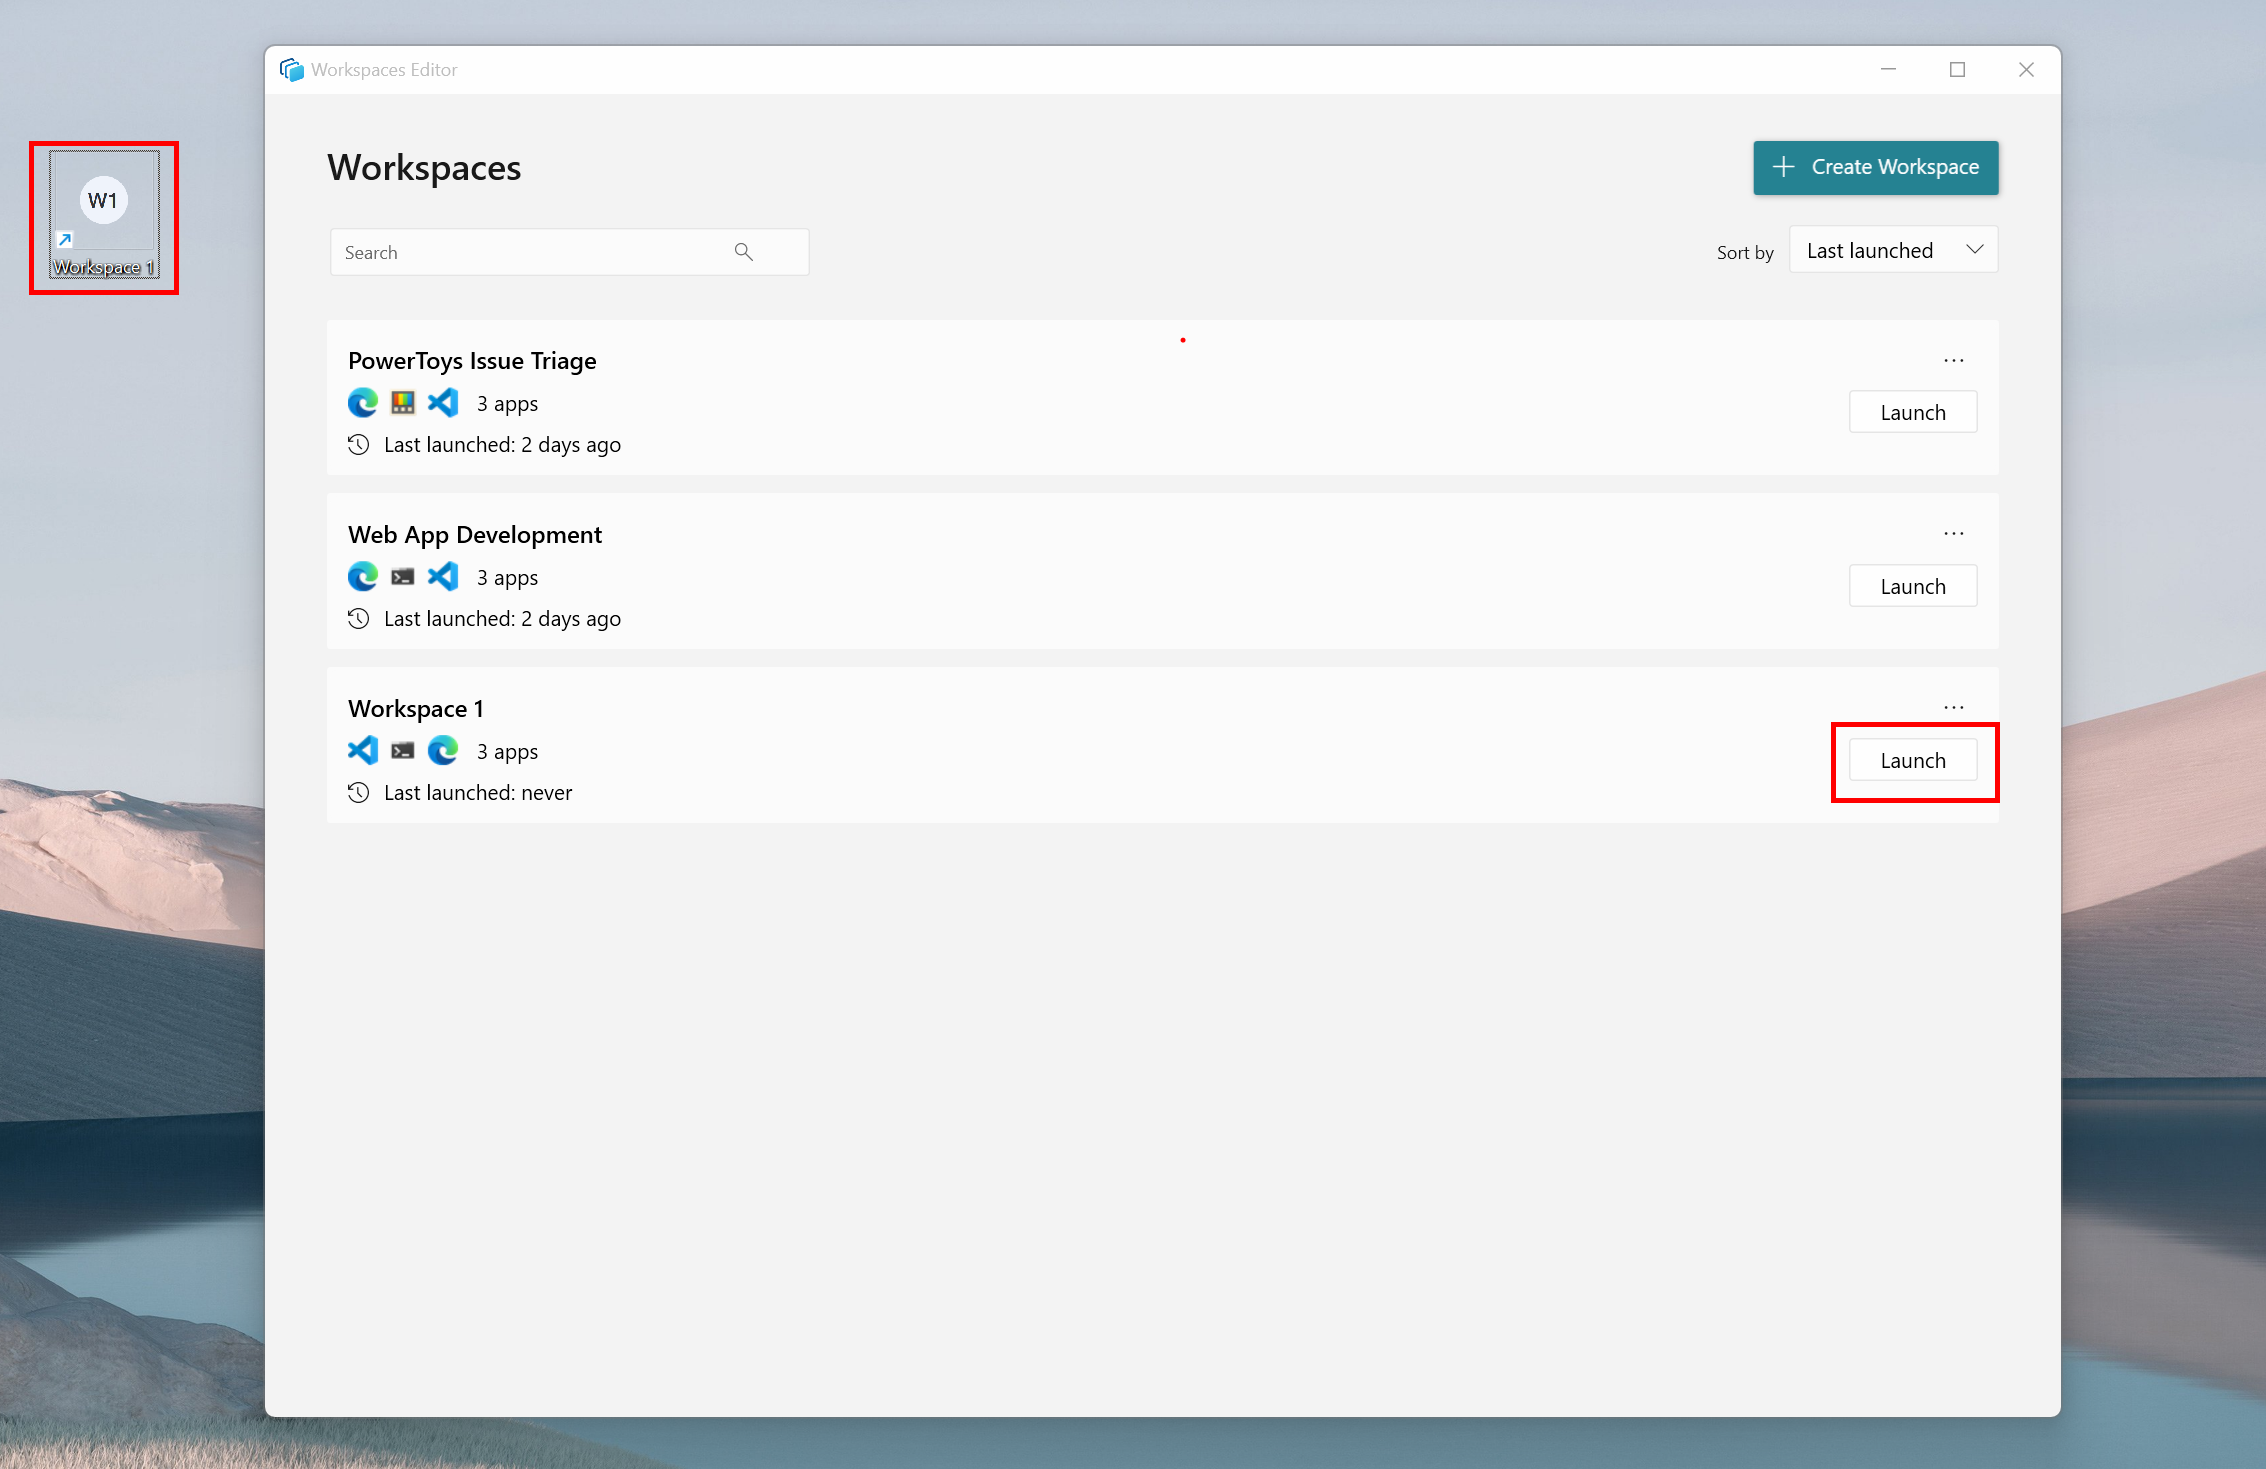 Workspaces Editor
W1
Workspace 1
Workspaces
Create Workspace
Search
Sort by
Last launched
PowerToys Issue Triage
3 apps
Last launched: 2 days ago
Launch
Web App Development
3 apps
Last launched: 2 days ago
Launch
Workspace 1
3 apps
Last launched: never
Launch